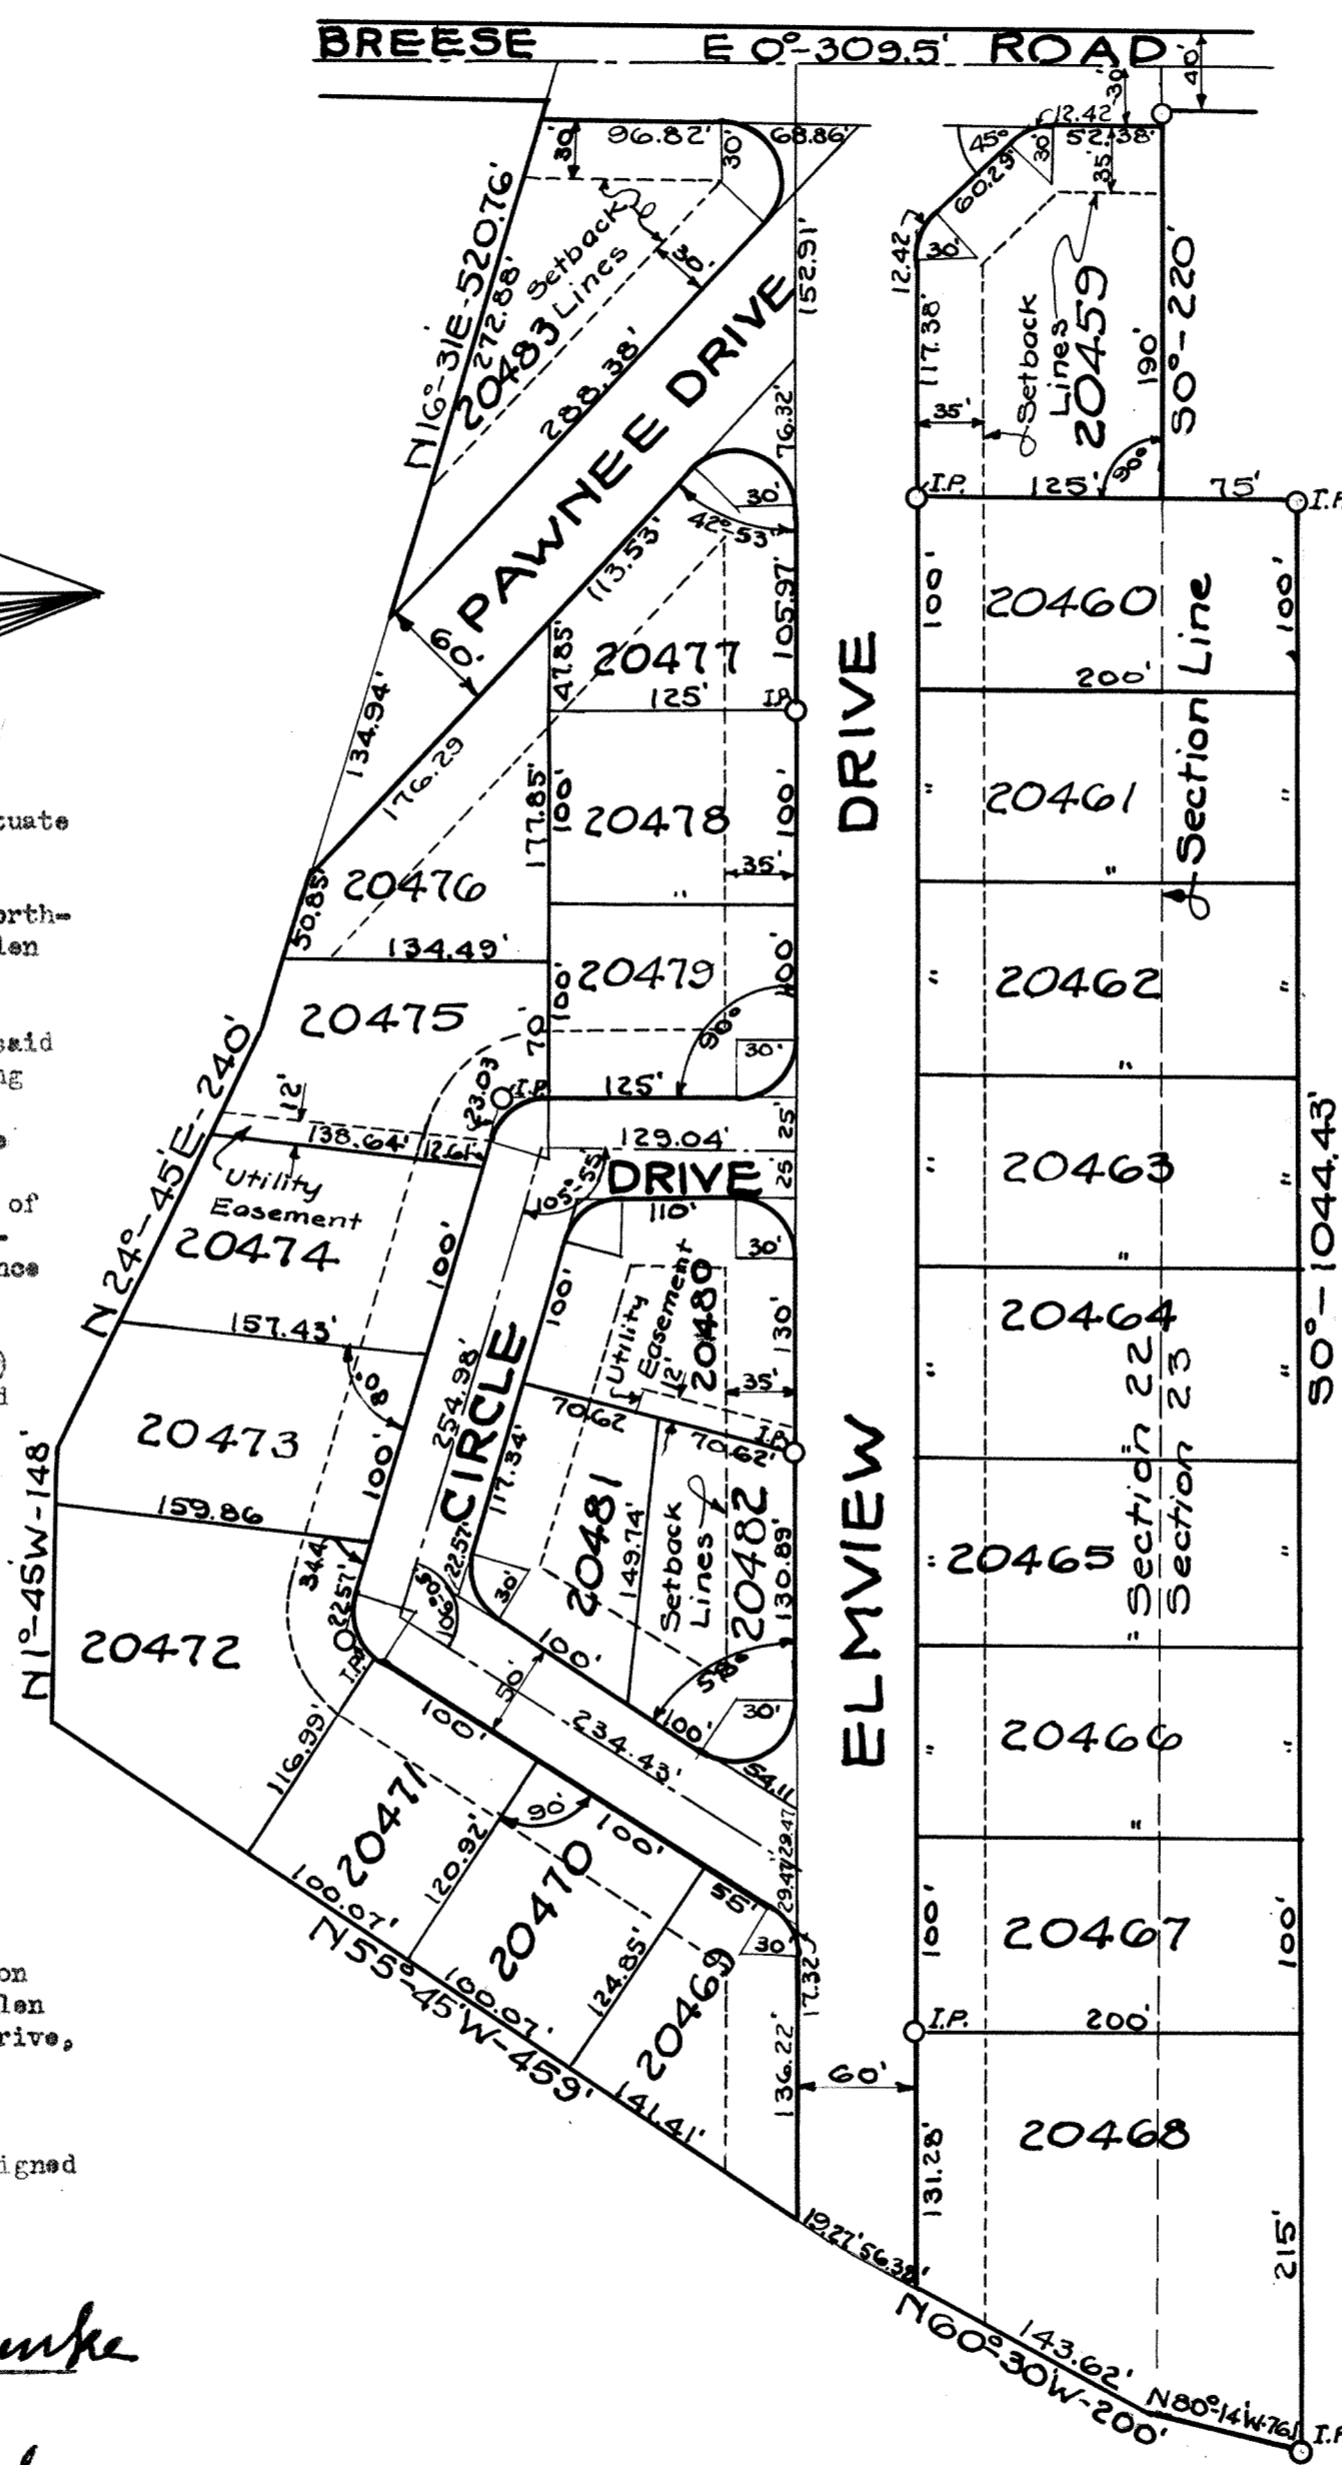 BREESE E 0°-309.5' ROAD
40'
30'
12.42
96.82' 68.86' 45° 52.38'
30' 30' 30' 35'
60.29'
N16°-31E-520.76'
272.88'
Setback
Lines
30'
20483
288.38'
PAWNEE DRIVE
152.91'
12.42
30'
117.38'
35'
Setback
Lines
20459
190'
S0°-220'
90°
76.32'
30'
42°-53'
I.P. 125' 75' I.P.
113.53'
105.97'
60'
47.85'
20477
125' I.P.
100' 20460 100'
200'
Section Line
134.94'
176.29
177.85'
100' 20478 100'
35'
"
DRIVE
" 20461 "
"
50.85'
20476
134.49'
100' 20479 100'
90°
30'
" 20462 "
"
20475
70'
23.03
I.P. 125'
25'
12'
138.64' 12.61'
129.04'
25'
N 24°-45'E-240'
Utility
Easement
105°-55'
DRIVE
110'
30'
" 20463 "
"
S0°-1044.43'
20474
100'
100'
Utility
Easement
12'
20480
130'
35'
157.43'
80°
254.98'
CIRCLE
70.62
70.62' I.P.
20464
" "
Section 22
Section 23
20473
100'
117.34'
159.86
N1°-45W-148'
34.4
22.57'
22.57'
106°-05'
30'
20481
149.74'
Setback
Lines
20482
130.89'
58°
ELMVIEW
" 20465 "
"
20472
I.P.
100'
50'
100'
100'
30'
234.43'
54.11
29.47
29.47'
" 20466 "
"
116.99'
20471
120.92'
90°
100'
20470
100.07'
55'
30'
17.32
100' 20467 100'
I.P. 200'
N55°-45'W-459'
100.07'
124.85'
20469
136.22'
141.41'
60'
20468
131.28'
215'
19.27' 56.38'
143.62'
N60°-30'W-200'
N80°-14'W-76'
I.P.
said
of
on